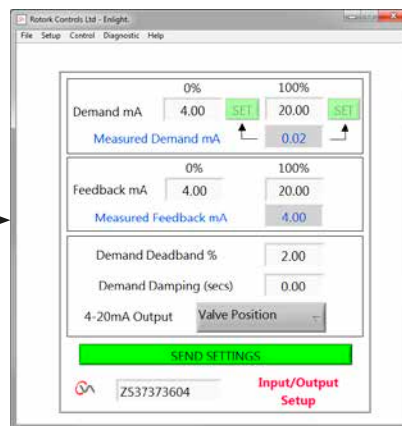 Rotork Controls Ltd - Enlight.
File Setup Control Diagnostic Help
0% 100%
Demand mA 4.00 SET 20.00 SET
Measured Demand mA 0.02
0% 100%
Feedback mA 4.00 20.00
Measured Feedback mA 4.00
Demand Deadband % 2.00
Demand Damping (secs) 0.00
4-20mA Output Valve Position
SEND SETTINGS
ZS37373604 Input/Output
Setup